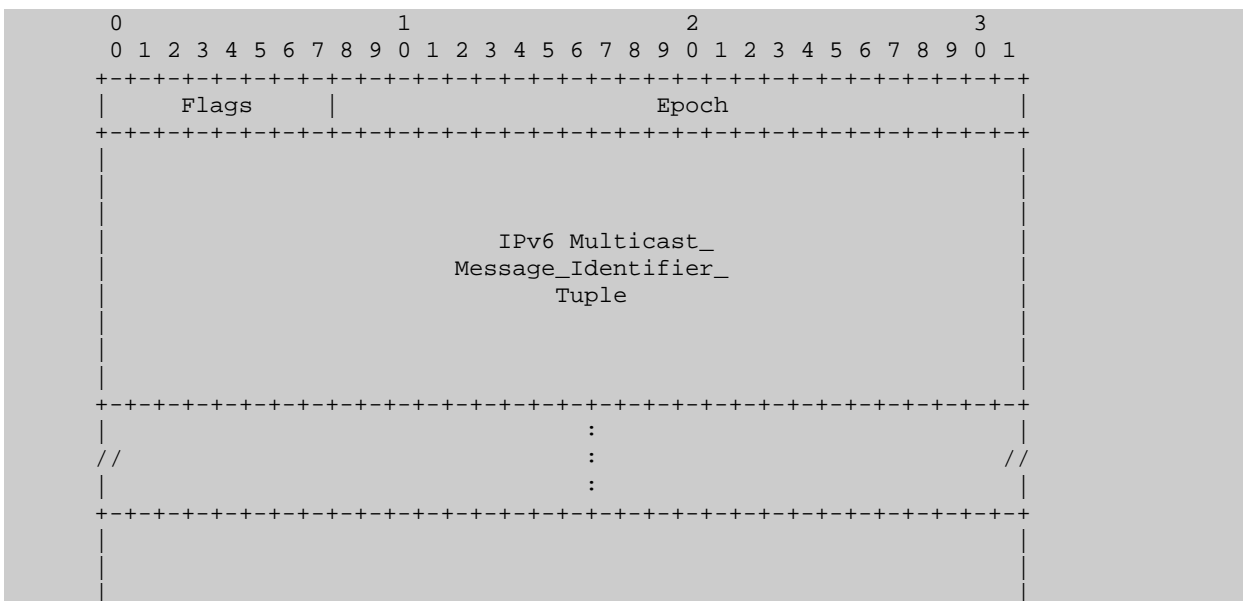 0                   1                   2                   3
 0 1 2 3 4 5 6 7 8 9 0 1 2 3 4 5 6 7 8 9 0 1 2 3 4 5 6 7 8 9 0 1
+-+-+-+-+-+-+-+-+-+-+-+-+-+-+-+-+-+-+-+-+-+-+-+-+-+-+-+-+-+-+-+-+
|     Flags     |                     Epoch                     |
+-+-+-+-+-+-+-+-+-+-+-+-+-+-+-+-+-+-+-+-+-+-+-+-+-+-+-+-+-+-+-+-+
|                                                               |
|                                                               |
|                                                               |
|                          IPv6 Multicast_                      |
|                       Message_Identifier_                     |
|                              Tuple                            |
|                                                               |
|                                                               |
|                                                               |
+-+-+-+-+-+-+-+-+-+-+-+-+-+-+-+-+-+-+-+-+-+-+-+-+-+-+-+-+-+-+-+-+
|                                 :                             |
//                                :                            //
|                                 :                             |
+-+-+-+-+-+-+-+-+-+-+-+-+-+-+-+-+-+-+-+-+-+-+-+-+-+-+-+-+-+-+-+-+
|                                                               |
|                                                               |
|                                                               |